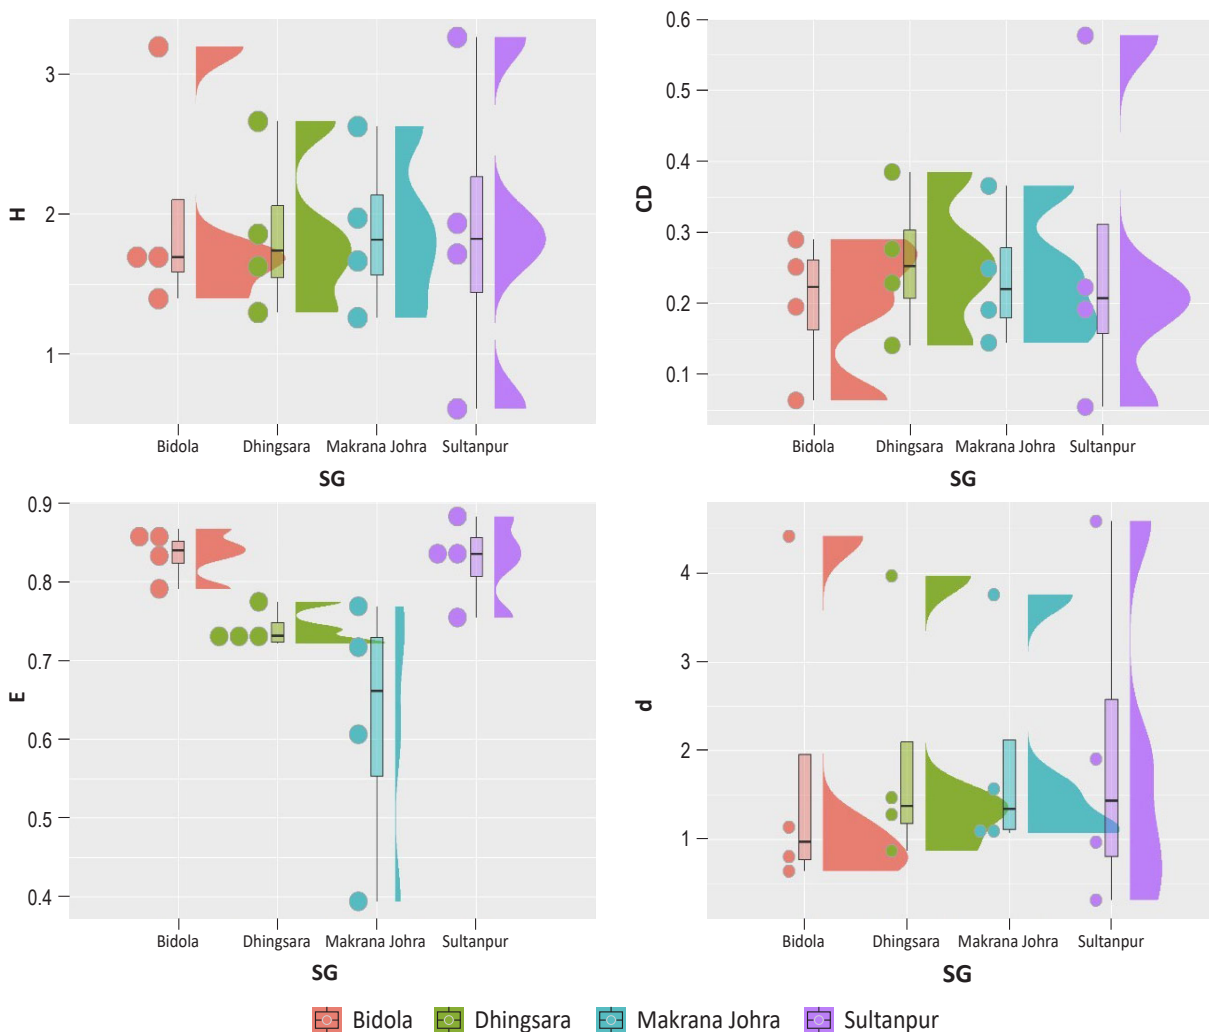 H
3
2
1
Bidola Dhingsara Makrana Johra Sultanpur
SG
CD
0.6
0.5
0.4
0.3
0.2
0.1
Bidola Dhingsara Makrana Johra Sultanpur
SG
E
0.9
0.8
0.7
0.6
0.5
0.4
Bidola Dhingsara Makrana Johra Sultanpur
SG
d
4
3
2
1
Bidola Dhingsara Makrana Johra Sultanpur
SG
Bidola Dhingsara Makrana Johra Sultanpur